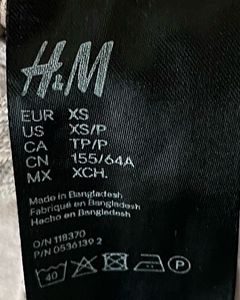 H&M
EUR XS
US XS/P
CA TP/P
CN 155/64A
MX XCH.
Made in Bangladesh
Fabriqué en Bangladesh
Hecho en Bangladesh
O/N 118370
P/N 0536139 2
40 P